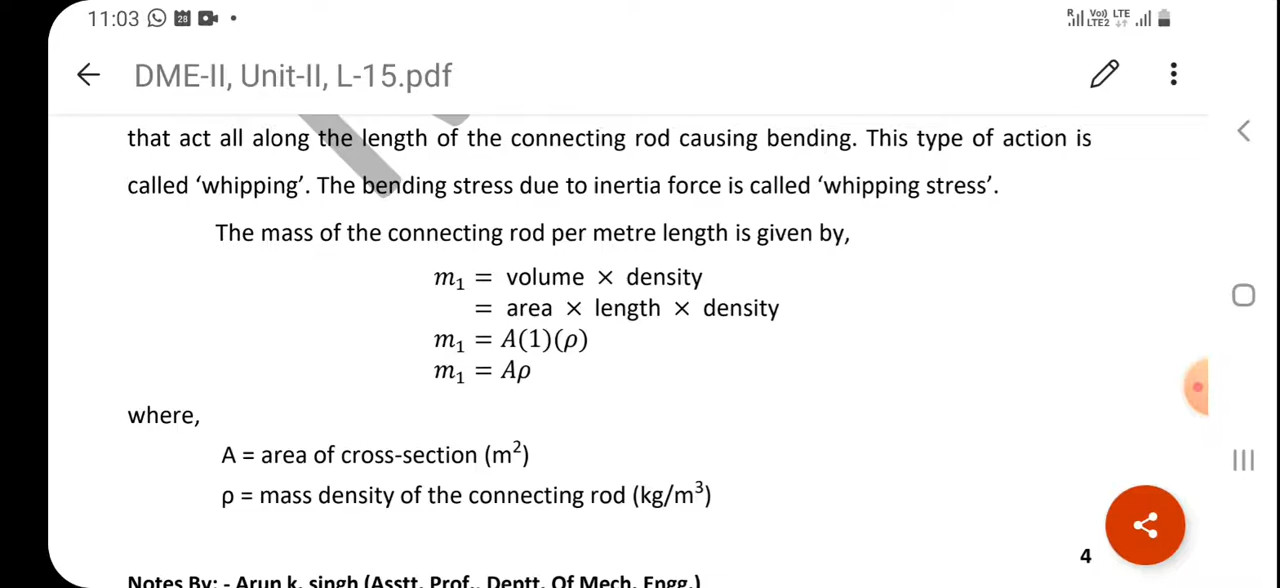 11:03
28
R
Vo)) LTE
LTE2
DME-II, Unit-II, L-15.pdf
that act all along the length of the connecting rod causing bending. This type of action is
called ‘whipping’. The bending stress due to inertia force is called ‘whipping stress’.
The mass of the connecting rod per metre length is given by,
m₁ = volume × density
= area × length × density
m₁ = A(1)(ρ)
m₁ = Aρ
where,
A = area of cross-section (m²)
ρ = mass density of the connecting rod (kg/m³)
4
Notes By: - Arun k. singh (Asstt. Prof., Deptt. Of Mech. Engg.)